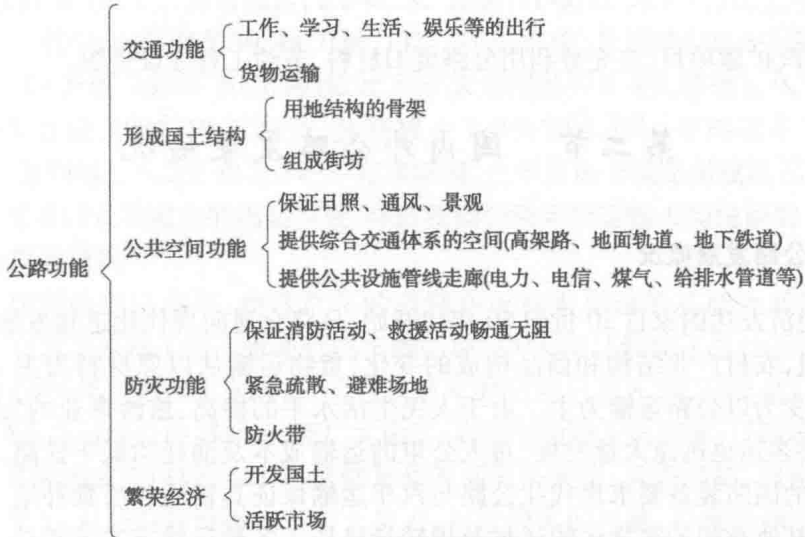 工作、学习、生活、娱乐等的出行
交通功能
货物运输
用地结构的骨架
形成国土结构
组成街坊
保证日照、通风、景观
公共空间功能
提供综合交通体系的空间(高架路、地面轨道、地下铁道)
公路功能
提供公共设施管线走廊(电力、电信、煤气、给排水管道等)
保证消防活动、救援活动畅通无阻
防灾功能
紧急疏散、避难场地
防火带
开发国土
繁荣经济
活跃市场